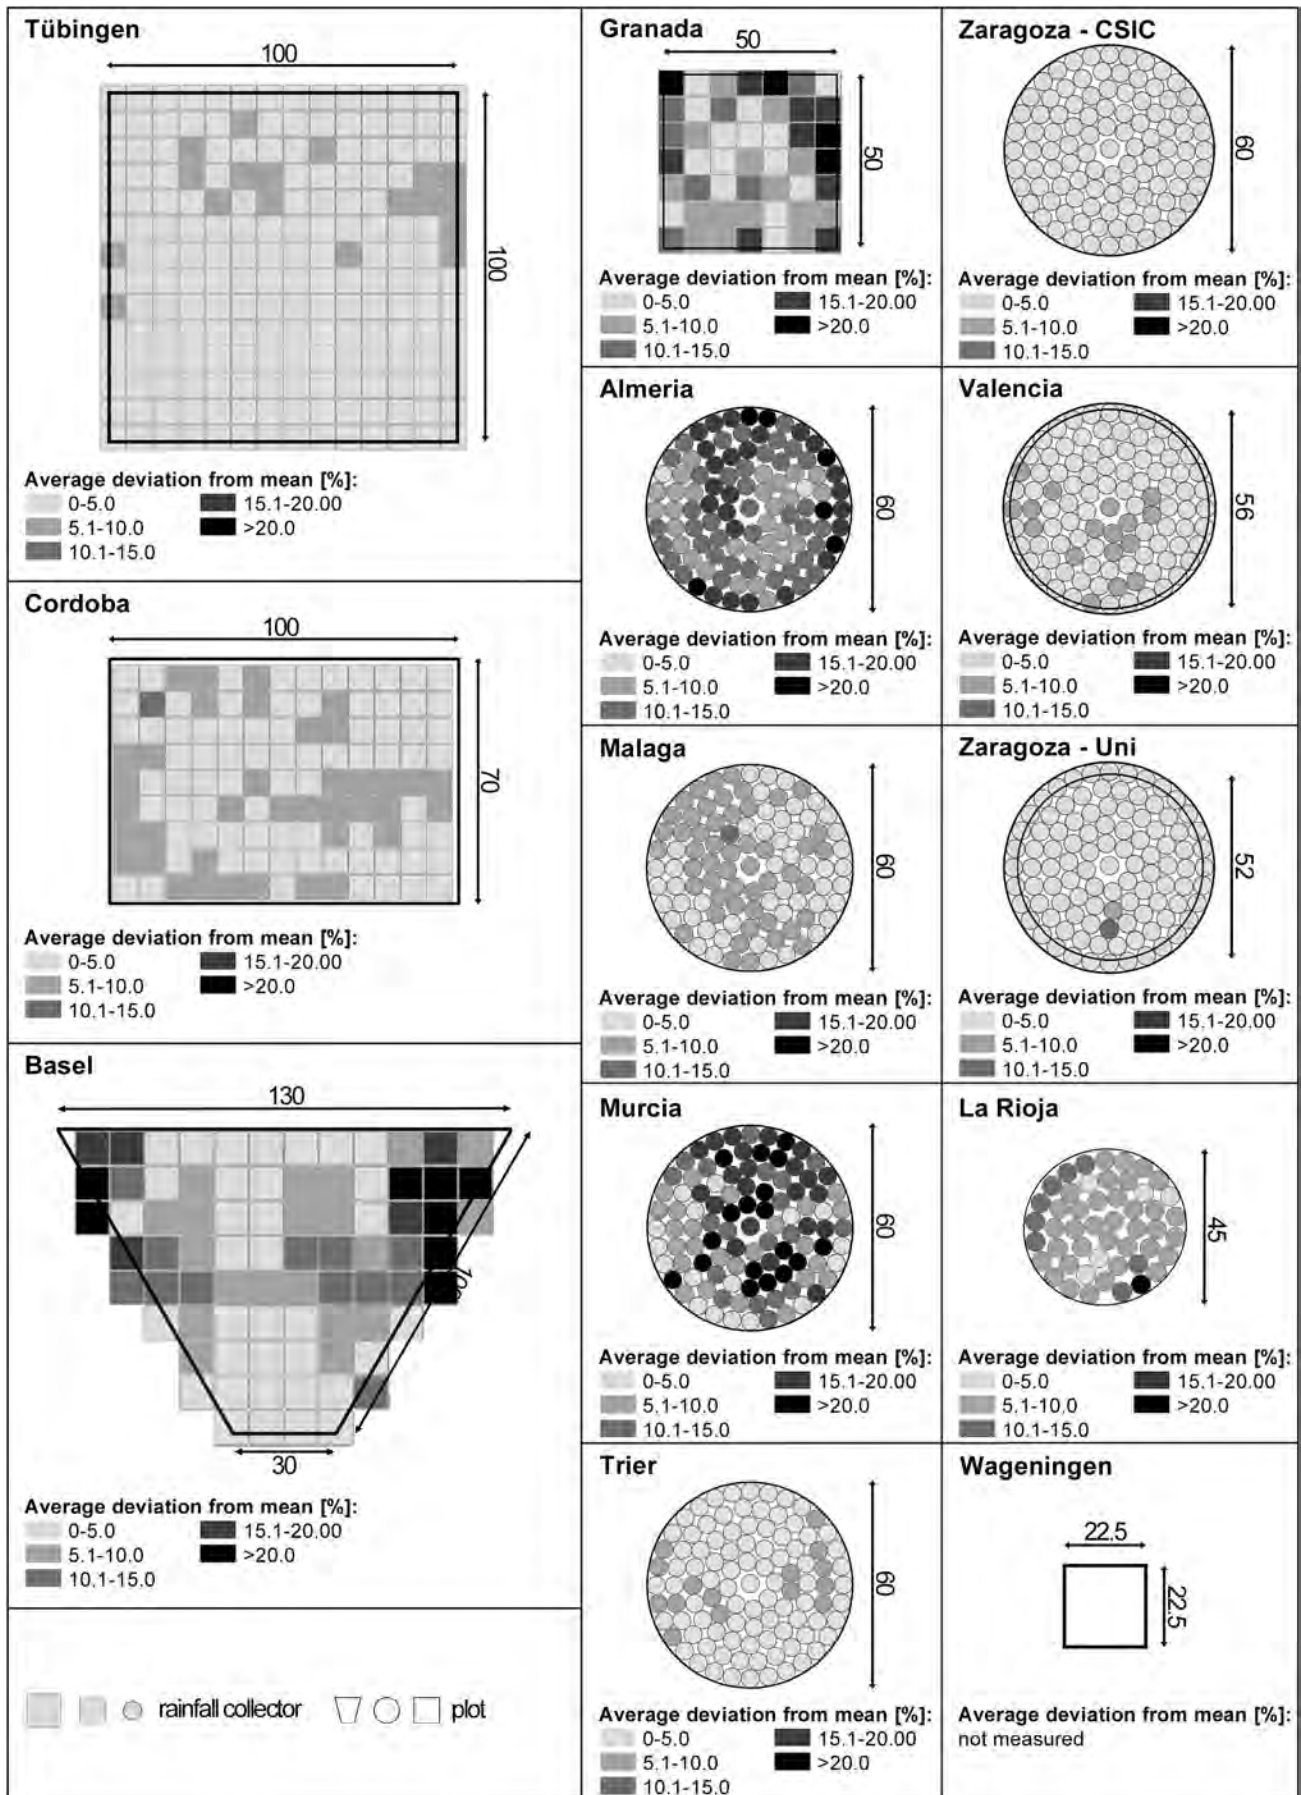 Tübingen
100
100
Average deviation from mean [%]:
0-5.0
15.1-20.00
5.1-10.0
>20.0
10.1-15.0
Cordoba
100
70
Average deviation from mean [%]:
0-5.0
15.1-20.00
5.1-10.0
>20.0
10.1-15.0
Basel
130
100
30
Average deviation from mean [%]:
0-5.0
15.1-20.00
5.1-10.0
>20.0
10.1-15.0
rainfall collector
plot
Granada
50
50
Average deviation from mean [%]:
0-5.0
15.1-20.00
5.1-10.0
>20.0
10.1-15.0
Almeria
60
Average deviation from mean [%]:
0-5.0
15.1-20.00
5.1-10.0
>20.0
10.1-15.0
Malaga
60
Average deviation from mean [%]:
0-5.0
15.1-20.00
5.1-10.0
>20.0
10.1-15.0
Murcia
60
Average deviation from mean [%]:
0-5.0
15.1-20.00
5.1-10.0
>20.0
10.1-15.0
Trier
60
Average deviation from mean [%]:
0-5.0
15.1-20.00
5.1-10.0
>20.0
10.1-15.0
Zaragoza - CSIC
60
Average deviation from mean [%]:
0-5.0
15.1-20.00
5.1-10.0
>20.0
10.1-15.0
Valencia
56
Average deviation from mean [%]:
0-5.0
15.1-20.00
5.1-10.0
>20.0
10.1-15.0
Zaragoza - Uni
52
Average deviation from mean [%]:
0-5.0
15.1-20.00
5.1-10.0
>20.0
10.1-15.0
La Rioja
45
Average deviation from mean [%]:
0-5.0
15.1-20.00
5.1-10.0
>20.0
10.1-15.0
Wageningen
22.5
22.5
Average deviation from mean [%]:
not measured